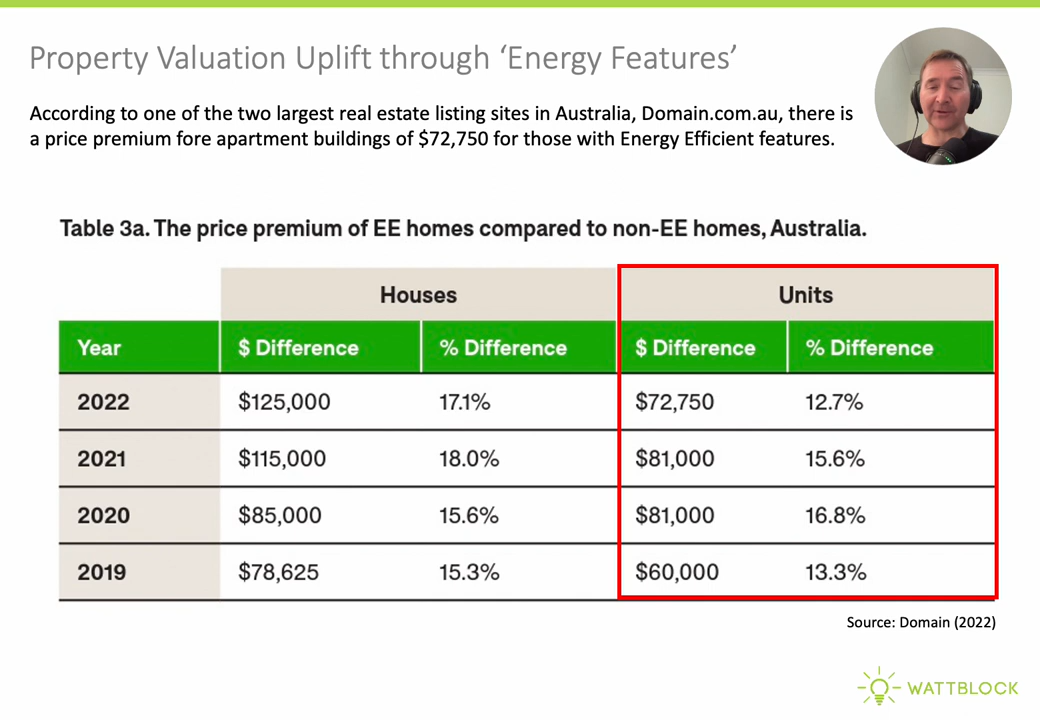 Property Valuation Uplift through ‘Energy Features’
According to one of the two largest real estate listing sites in Australia, Domain.com.au, there is
a price premium fore apartment buildings of $72,750 for those with Energy Efficient features.
Table 3a. The price premium of EE homes compared to non-EE homes, Australia.
Houses Units
Year $ Difference % Difference $ Difference % Difference
2022 $125,000 17.1% $72,750 12.7%
2021 $115,000 18.0% $81,000 15.6%
2020 $85,000 15.6% $81,000 16.8%
2019 $78,625 15.3% $60,000 13.3%
Source: Domain (2022)
WATTBLOCK